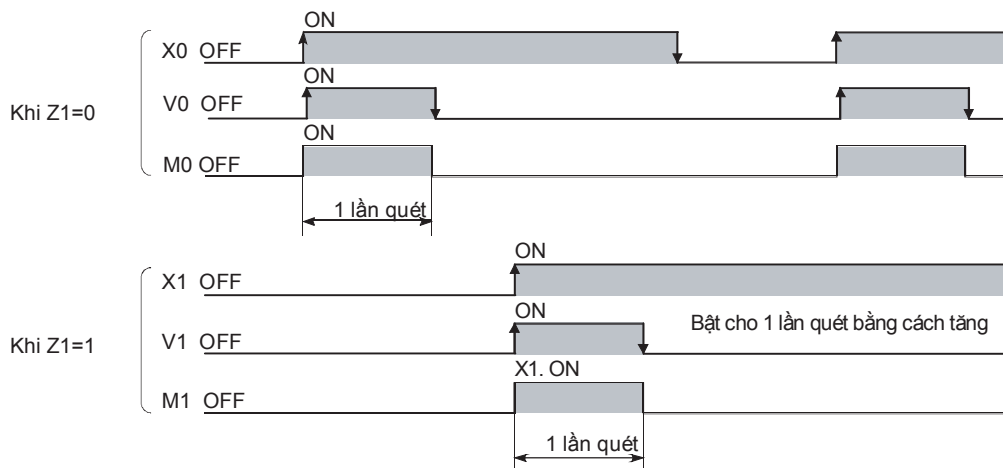 ON
X0 OFF
ON
Khi Z1=0
V0 OFF
ON
M0 OFF
1 lần quét
ON
X1 OFF
ON
Bật cho 1 lần quét bằng cách tăng
Khi Z1=1
V1 OFF
X1. ON
M1 OFF
1 lần quét